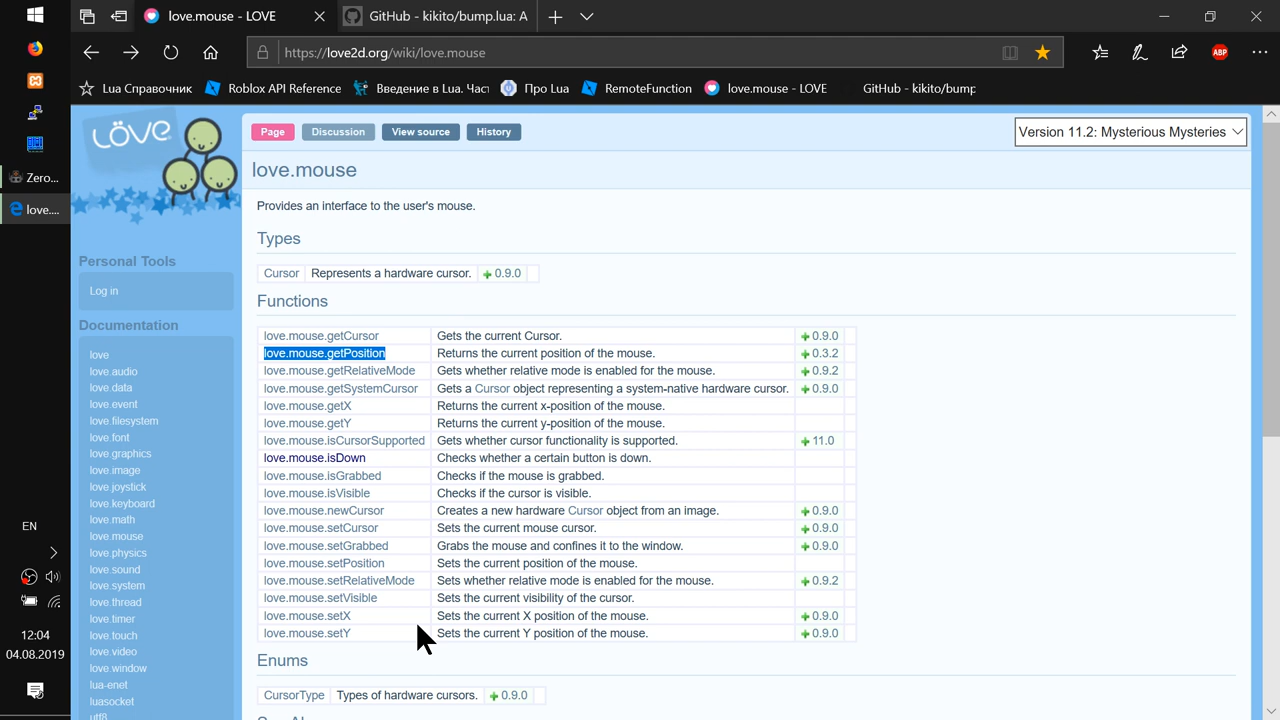 love.mouse - LOVE
GitHub - kikito/bump.lua: A
https://love2d.org/wiki/love.mouse
ABP
Lua Справочник
Roblox API Reference
Введение в Lua. Част
Про Lua
RemoteFunction
love.mouse - LOVE
GitHub - kikito/bump
Zero...
love....
EN
12:04
04.08.2019
LÖVE
Page
Discussion
View source
History
Version 11.2: Mysterious Mysteries
love.mouse
Provides an interface to the user's mouse.
Types
Cursor Represents a hardware cursor. 0.9.0
Functions
love.mouse.getCursor Gets the current Cursor. 0.9.0
love.mouse.getPosition Returns the current position of the mouse. 0.3.2
love.mouse.getRelativeMode Gets whether relative mode is enabled for the mouse. 0.9.2
love.mouse.getSystemCursor Gets a Cursor object representing a system-native hardware cursor. 0.9.0
love.mouse.getX Returns the current x-position of the mouse.
love.mouse.getY Returns the current y-position of the mouse.
love.mouse.isCursorSupported Gets whether cursor functionality is supported. 11.0
love.mouse.isDown Checks whether a certain button is down.
love.mouse.isGrabbed Checks if the mouse is grabbed.
love.mouse.isVisible Checks if the cursor is visible.
love.mouse.newCursor Creates a new hardware Cursor object from an image. 0.9.0
love.mouse.setCursor Sets the current mouse cursor. 0.9.0
love.mouse.setGrabbed Grabs the mouse and confines it to the window. 0.9.0
love.mouse.setPosition Sets the current position of the mouse.
love.mouse.setRelativeMode Sets whether relative mode is enabled for the mouse. 0.9.2
love.mouse.setVisible Sets the current visibility of the cursor.
love.mouse.setX Sets the current X position of the mouse. 0.9.0
love.mouse.setY Sets the current Y position of the mouse. 0.9.0
Enums
CursorType Types of hardware cursors. 0.9.0
Personal Tools
Log in
Documentation
love
love.audio
love.data
love.event
love.filesystem
love.font
love.graphics
love.image
love.joystick
love.keyboard
love.math
love.mouse
love.physics
love.sound
love.system
love.thread
love.timer
love.touch
love.video
love.window
lua-enet
luasocket
utf8